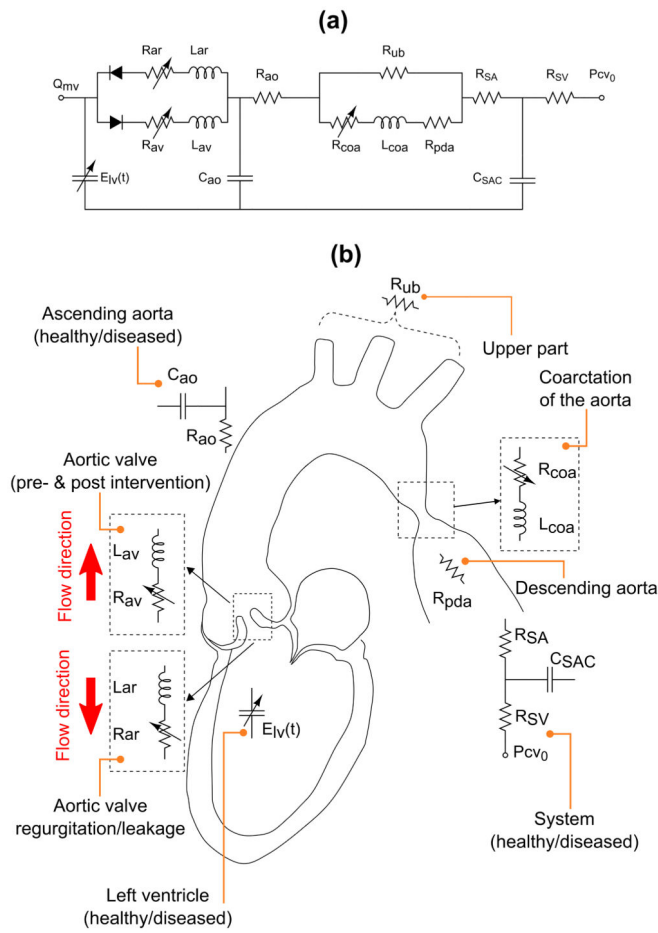 (a)
Rar Lar
Rub
Qmv
Rao
RSA
RSV
Pcv0
Rav Lav
Rcoa Lcoa Rpda
Elv(t)
Cao
CSAC
(b)
Rub
Ascending aorta
(healthy/diseased)
Upper part
Cao
Coarctation
of the aorta
Rao
Aortic valve
(pre- & post intervention)
Rcoa
Lcoa
Flow direction
Lav
Rav
Descending aorta
Rpda
RSA
CSAC
Flow direction
Lar
Rar
Elv(t)
RSV
Pcv0
Aortic valve
regurgitation/leakage
System
(healthy/diseased)
Left ventricle
(healthy/diseased)